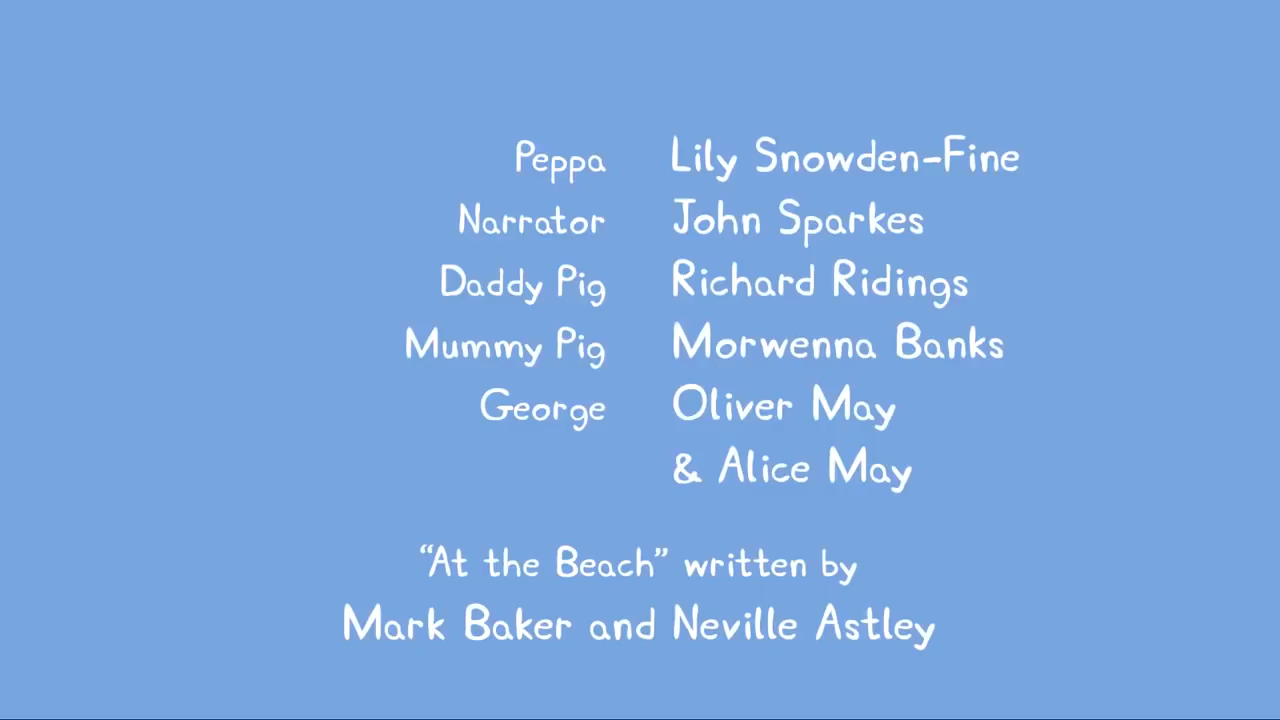 Peppa Lily Snowden-Fine
Narrator John Sparkes
Daddy Pig Richard Ridings
Mummy Pig Morwenna Banks
George Oliver May
& Alice May
“At the Beach” written by
Mark Baker and Neville Astley